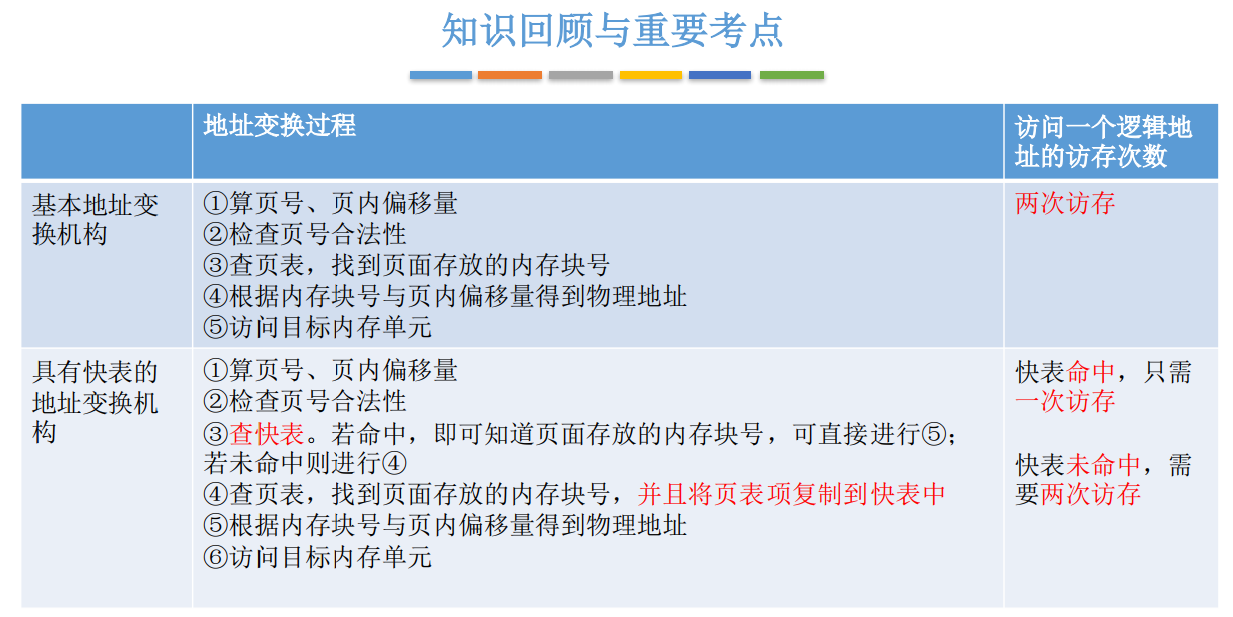 知识回顾与重要考点
地址变换过程
访问一个逻辑地
址的访存次数
基本地址变
换机构
①算页号、页内偏移量
②检查页号合法性
③查页表，找到页面存放的内存块号
④根据内存块号与页内偏移量得到物理地址
⑤访问目标内存单元
两次访存
具有快表的
地址变换机
构
①算页号、页内偏移量
②检查页号合法性
③查快表。若命中，即可知道页面存放的内存块号，可直接进行⑤；
若未命中则进行④
④查页表，找到页面存放的内存块号，并且将页表项复制到快表中
⑤根据内存块号与页内偏移量得到物理地址
⑥访问目标内存单元
快表命中，只需
一次访存
快表未命中，需
要两次访存